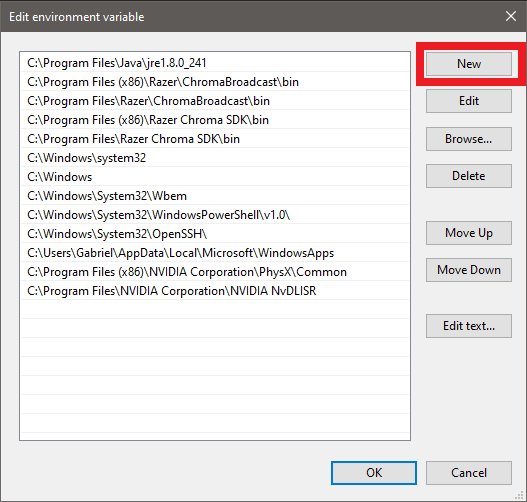 Edit environment variable
C:\Program Files\Java\jre1.8.0_241
C:\Program Files (x86)\Razer\ChromaBroadcast\bin
C:\Program Files\Razer\ChromaBroadcast\bin
C:\Program Files (x86)\Razer Chroma SDK\bin
C:\Program Files\Razer Chroma SDK\bin
C:\Windows\system32
C:\Windows
C:\Windows\System32\Wbem
C:\Windows\System32\WindowsPowerShell\v1.0\
C:\Windows\System32\OpenSSH\
C:\Users\Gabriel\AppData\Local\Microsoft\WindowsApps
C:\Program Files (x86)\NVIDIA Corporation\PhysX\Common
C:\Program Files\NVIDIA Corporation\NVIDIA NvDLISR
New
Edit
Browse...
Delete
Move Up
Move Down
Edit text...
OK
Cancel